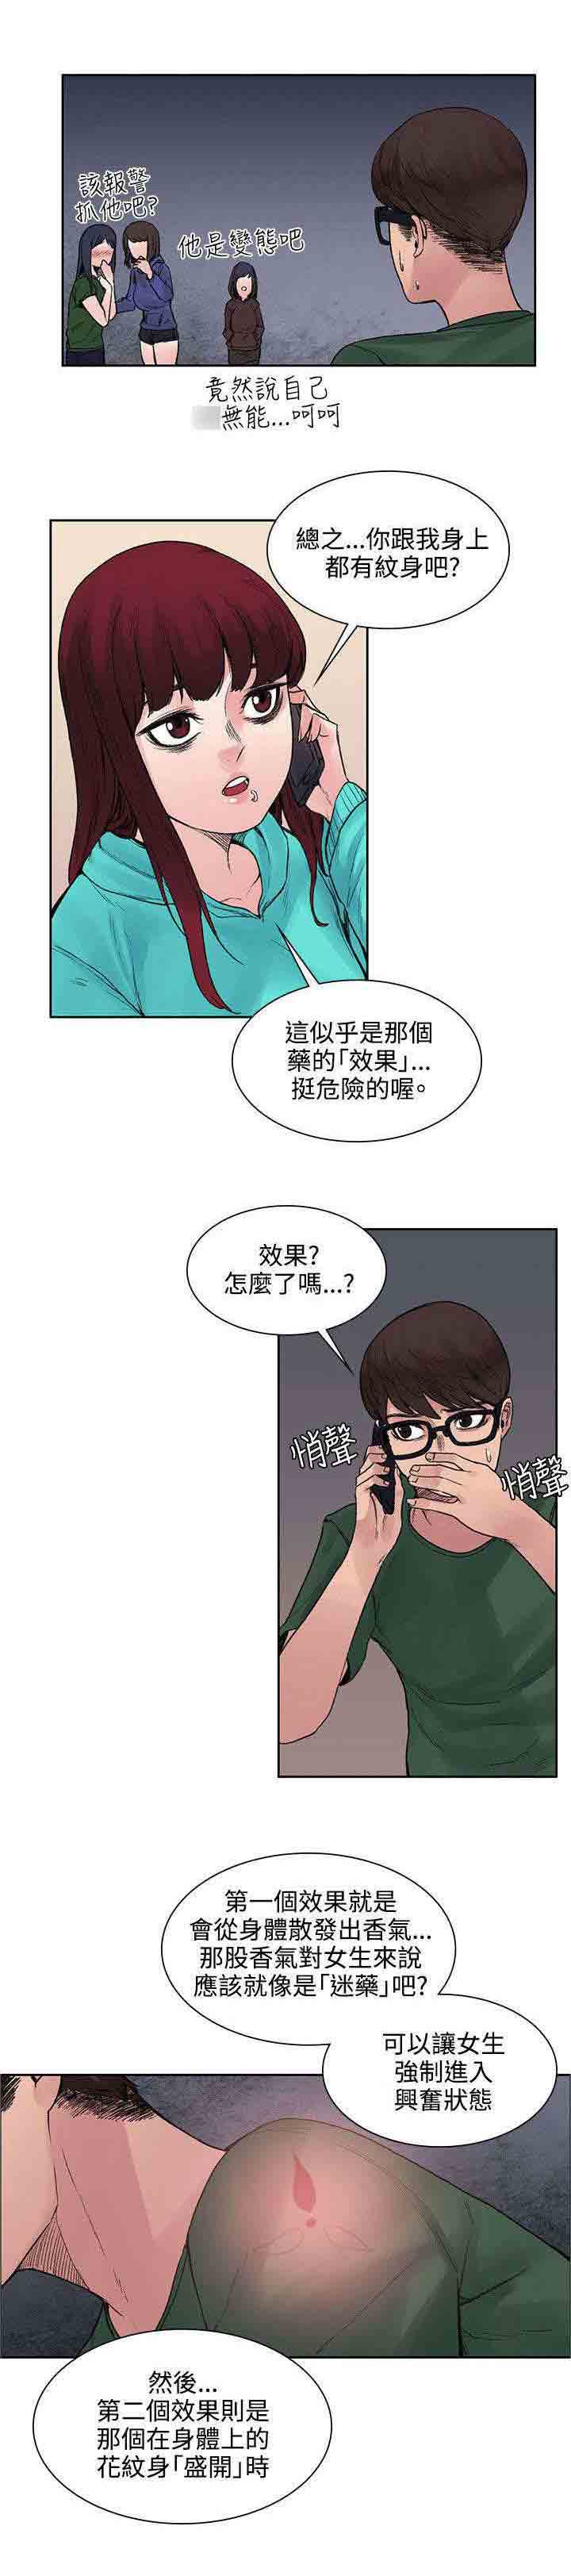 該報警
抓他吧?
他是變態吧
竟然說自己
無能...呵呵
總之...你跟我身上
都有紋身吧?
這似乎是那個
藥的「效果」...
挺危險的喔。
效果?
怎麼了嗎...?
悄聲
悄聲
第一個效果就是
會從身體散發出香氣...
那股香氣對女生來說
應該就像是「迷藥」吧?
可以讓女生
強制進入
興奮狀態
然後...
第二個效果則是
那個在身體上的
花紋身「盛開」時